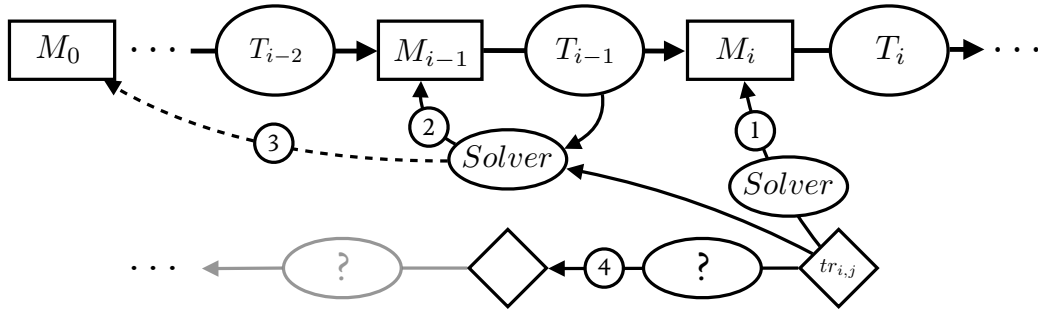 M_0 · · · T_{i−2} M_{i−1} T_{i−1} M_i T_i · · ·
3 2 1
Solver Solver
· · · ? 4 ? tr_{i,j}